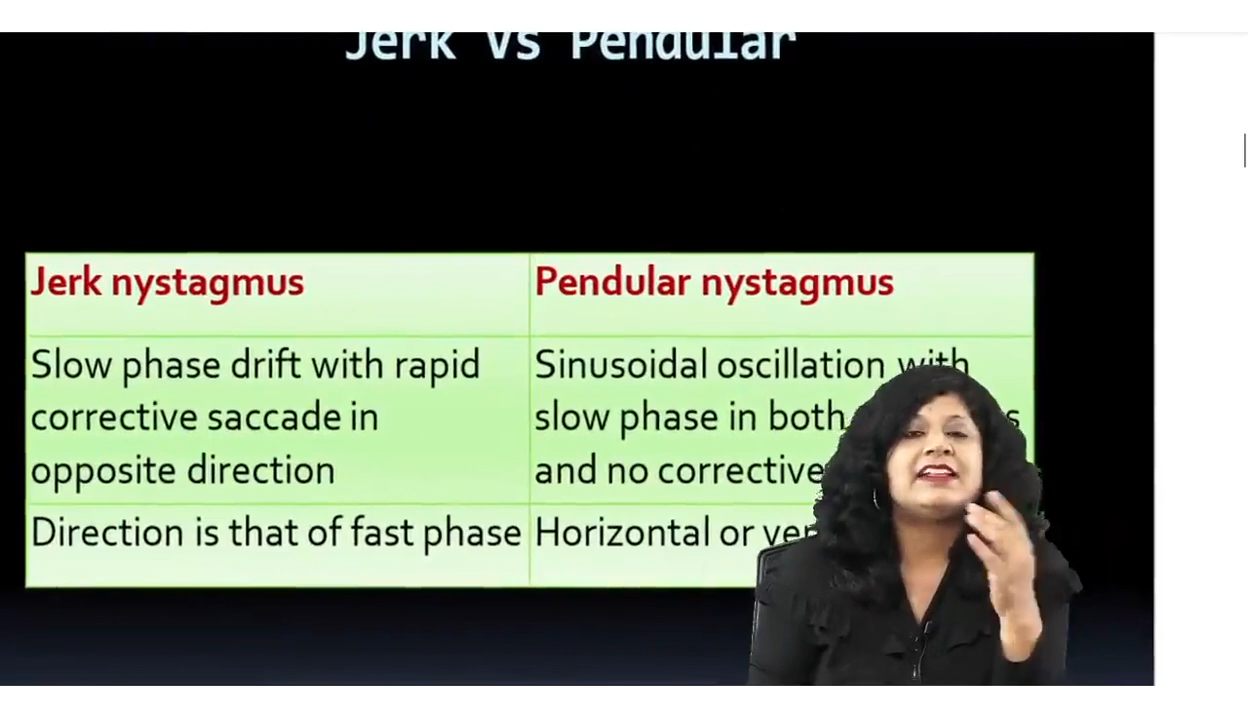 Jerk Vs Pendular
Jerk nystagmus
Pendular nystagmus
Slow phase drift with rapid
corrective saccade in
opposite direction
Sinusoidal oscillation with
slow phase in both
and no corrective
Direction is that of fast phase
Horizontal or